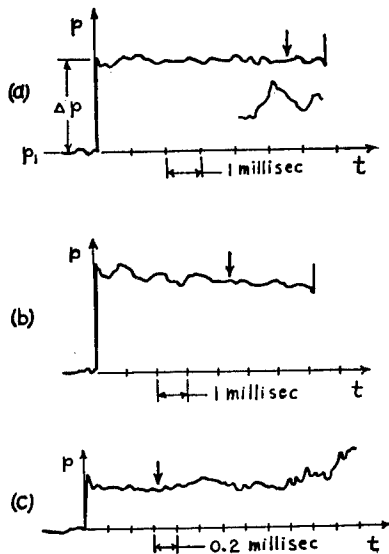 p
(a)
Δp
p₁
1 millisec
t
p
(b)
1 millisec
t
p
(c)
0.2 millisec
t